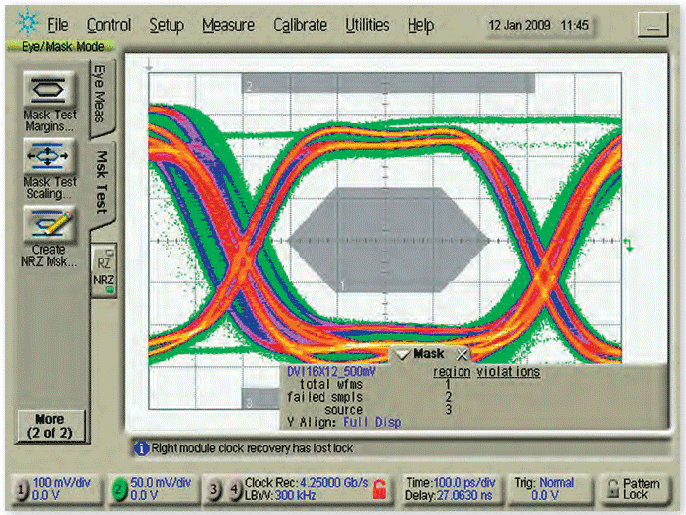 File Control Setup Measure Calibrate Utilities Help 12 Jan 2009 11:45
Eye/Mask Mode
Eye Meas
Msk Test
Mask Test
Margins...
Mask Test
Scaling...
Create
NRZ Msk...
RZ
NRZ
More
(2 of 2)
2
1
3
Mask X
DVI16X12_500mV region violations
total wfms 1
failed smpls 2
source 3
Y Align: Full Disp
Right module clock recovery has lost lock
1 100 mV/div
0.0 V
2 50.0 mV/div
0.0 V
3 4 Clock Rec: 4.25000 Gb/s
LBW: 300 kHz
Time:100.0 ps/div
Delay:27.0630 ns
Trig: Normal
0.0 V
Pattern
Lock